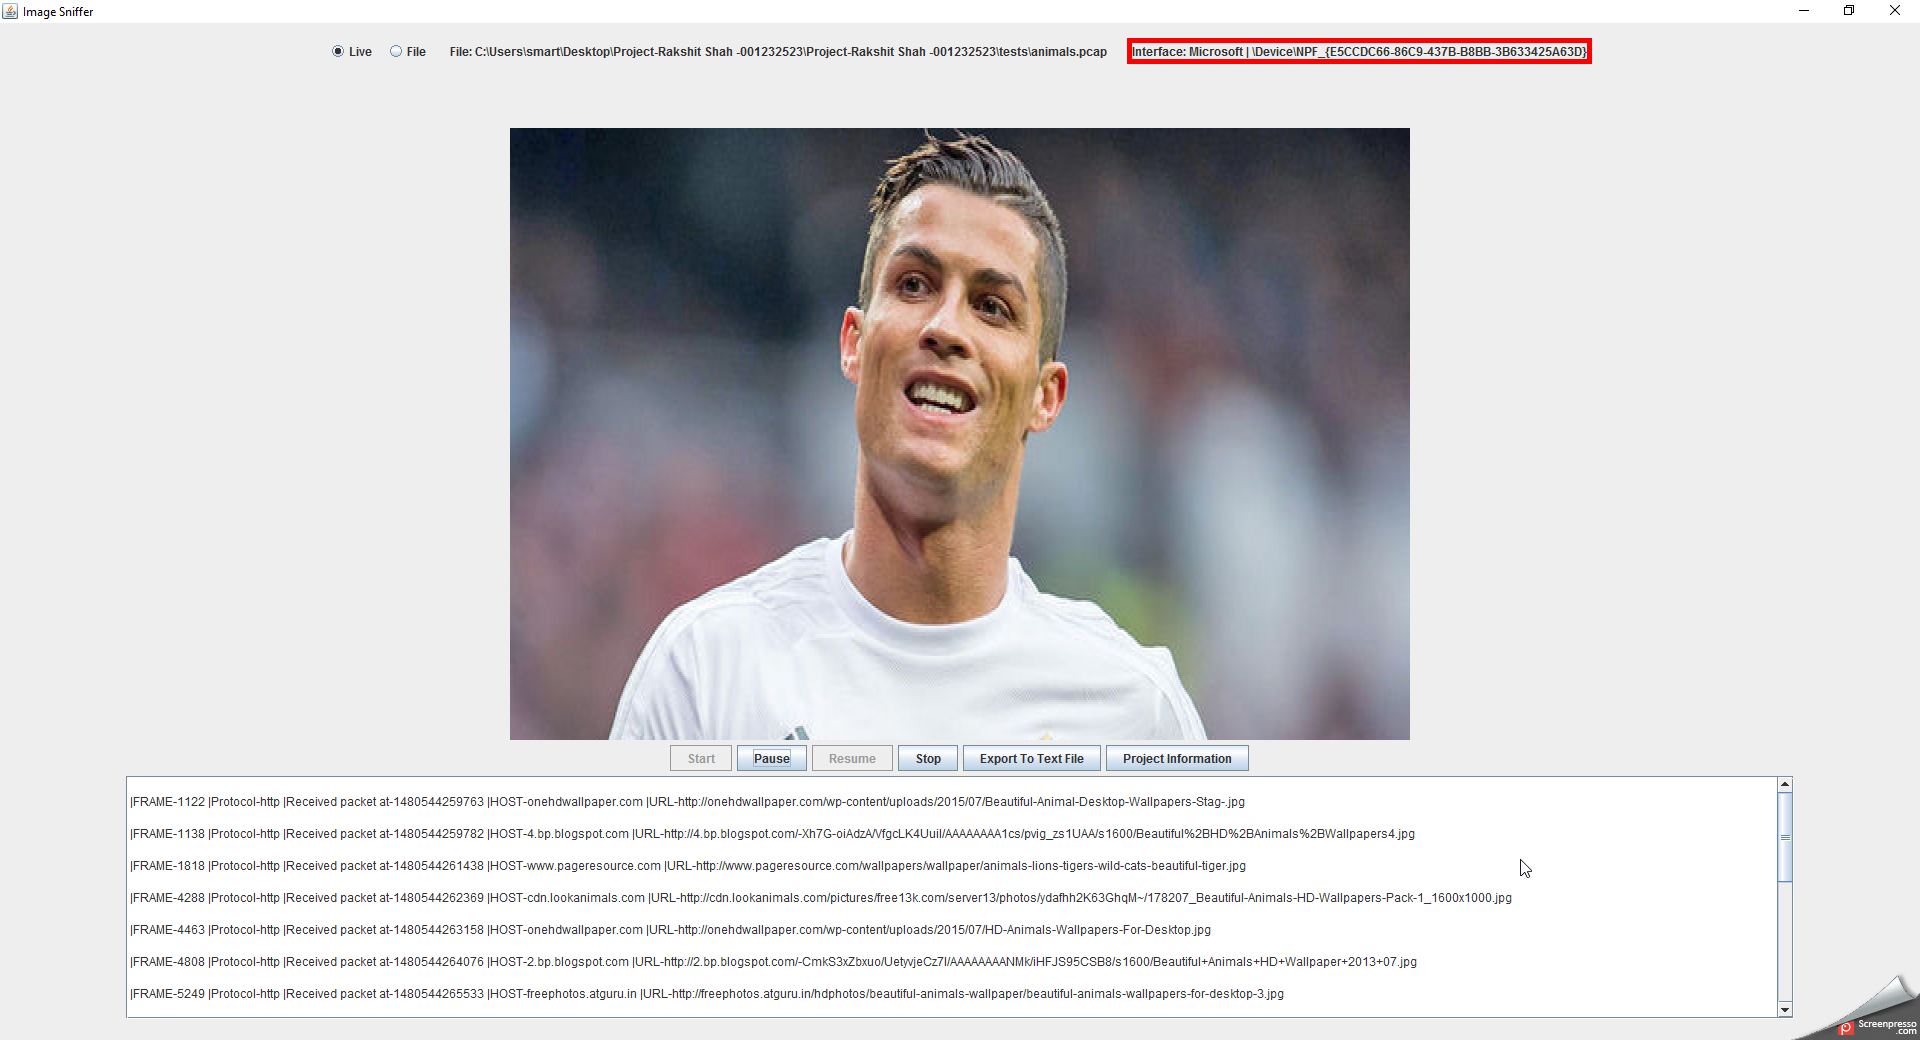 Image Sniffer
Live File File: C:\Users\smart\Desktop\Project-Rakshit Shah -001232523\Project-Rakshit Shah -001232523\tests\animals.pcap Interface: Microsoft | \Device\NPF_{E5CCDC66-86C9-437B-B8BB-3B633425A63D}
Start Pause Resume Stop Export To Text File Project Information
|FRAME-1122 |Protocol-http |Received packet at-1480544259763 |HOST-onehdwallpaper.com |URL-http://onehdwallpaper.com/wp-content/uploads/2015/07/Beautiful-Animal-Desktop-Wallpapers-Stag-.jpg
|FRAME-1138 |Protocol-http |Received packet at-1480544259782 |HOST-4.bp.blogspot.com |URL-http://4.bp.blogspot.com/-Xh7G-oiAdzA/VfgcLK4UuiI/AAAAAAAA1cs/pvig_zs1UAA/s1600/Beautiful%2BHD%2BAnimals%2BWallpapers4.jpg
|FRAME-1818 |Protocol-http |Received packet at-1480544261438 |HOST-www.pageresource.com |URL-http://www.pageresource.com/wallpapers/wallpaper/animals-lions-tigers-wild-cats-beautiful-tiger.jpg
|FRAME-4288 |Protocol-http |Received packet at-1480544262369 |HOST-cdn.lookanimals.com |URL-http://cdn.lookanimals.com/pictures/free13k.com/server13/photos/ydafhh2K63GhqM~/178207_Beautiful-Animals-HD-Wallpapers-Pack-1_1600x1000.jpg
|FRAME-4463 |Protocol-http |Received packet at-1480544263158 |HOST-onehdwallpaper.com |URL-http://onehdwallpaper.com/wp-content/uploads/2015/07/HD-Animals-Wallpapers-For-Desktop.jpg
|FRAME-4808 |Protocol-http |Received packet at-1480544264076 |HOST-2.bp.blogspot.com |URL-http://2.bp.blogspot.com/-CmkS3xZbxuo/UetyvjeCz7I/AAAAAAAANMk/iHFJS95CSB8/s1600/Beautiful+Animals+HD+Wallpaper+2013+07.jpg
|FRAME-5249 |Protocol-http |Received packet at-1480544265533 |HOST-freephotos.atguru.in |URL-http://freephotos.atguru.in/hdphotos/beautiful-animals-wallpaper/beautiful-animals-wallpapers-for-desktop-3.jpg
Screenpresso
.com